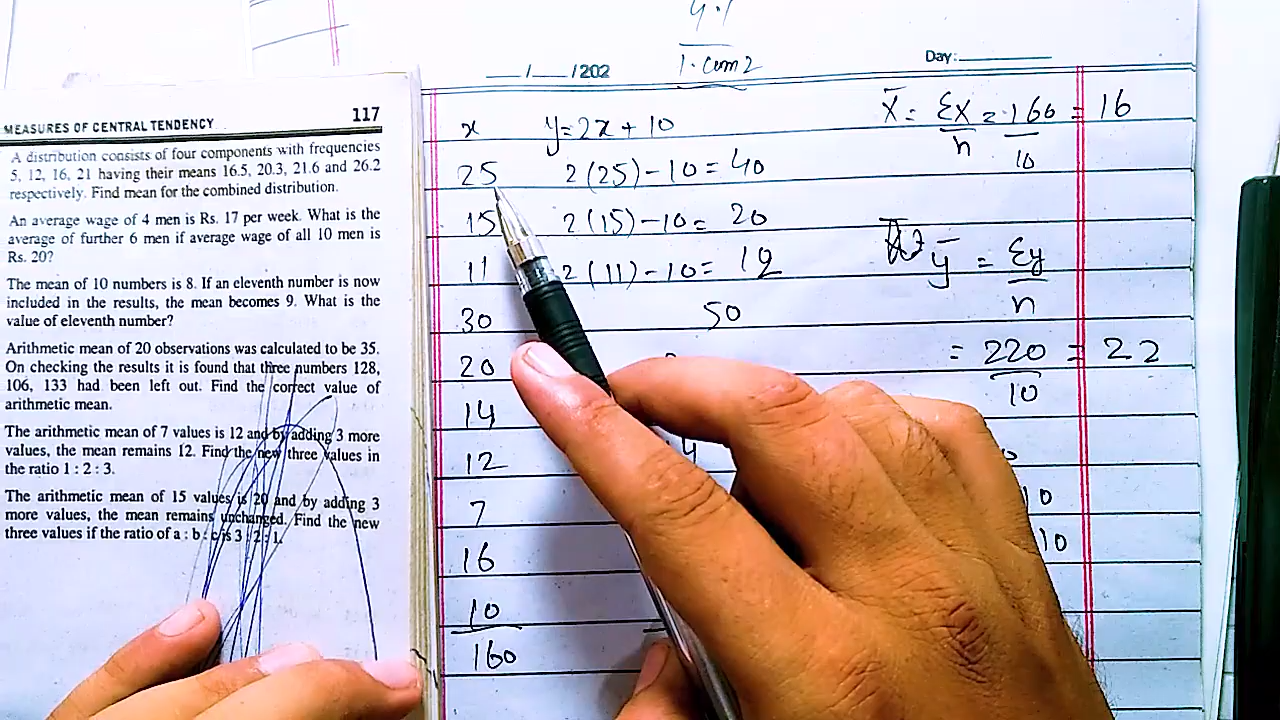 MEASURES OF CENTRAL TENDENCY 117
A distribution consists of four components with frequencies
5, 12, 16, 21 having their means 16.5, 20.3, 21.6 and 26.2
respectively. Find mean for the combined distribution.
An average wage of 4 men is Rs. 17 per week. What is the
average of further 6 men if average wage of all 10 men is
Rs. 20?
The mean of 10 numbers is 8. If an eleventh number is now
included in the results, the mean becomes 9. What is the
value of eleventh number?
Arithmetic mean of 20 observations was calculated to be 35.
On checking the results it is found that three numbers 128,
106, 133 had been left out. Find the correct value of
arithmetic mean.
The arithmetic mean of 7 values is 12 and by adding 3 more
values, the mean remains 12. Find the new three values in
the ratio 1 : 2 : 3.
The arithmetic mean of 15 values is 20 and by adding 3
more values, the mean remains unchanged. Find the new
three values if the ratio of a : b : c is 3 : 2 : 1.
__/__/202
Day:
x y=2x+10
25 2(25)-10=40
15 2(15)-10=20
11 2(11)-10=12
30 50
20
14
12 4
7
16
10
160
X̄ = Σx/n = 160/10 = 16
ȳ = Σy/n
= 220/10 = 22
10
10